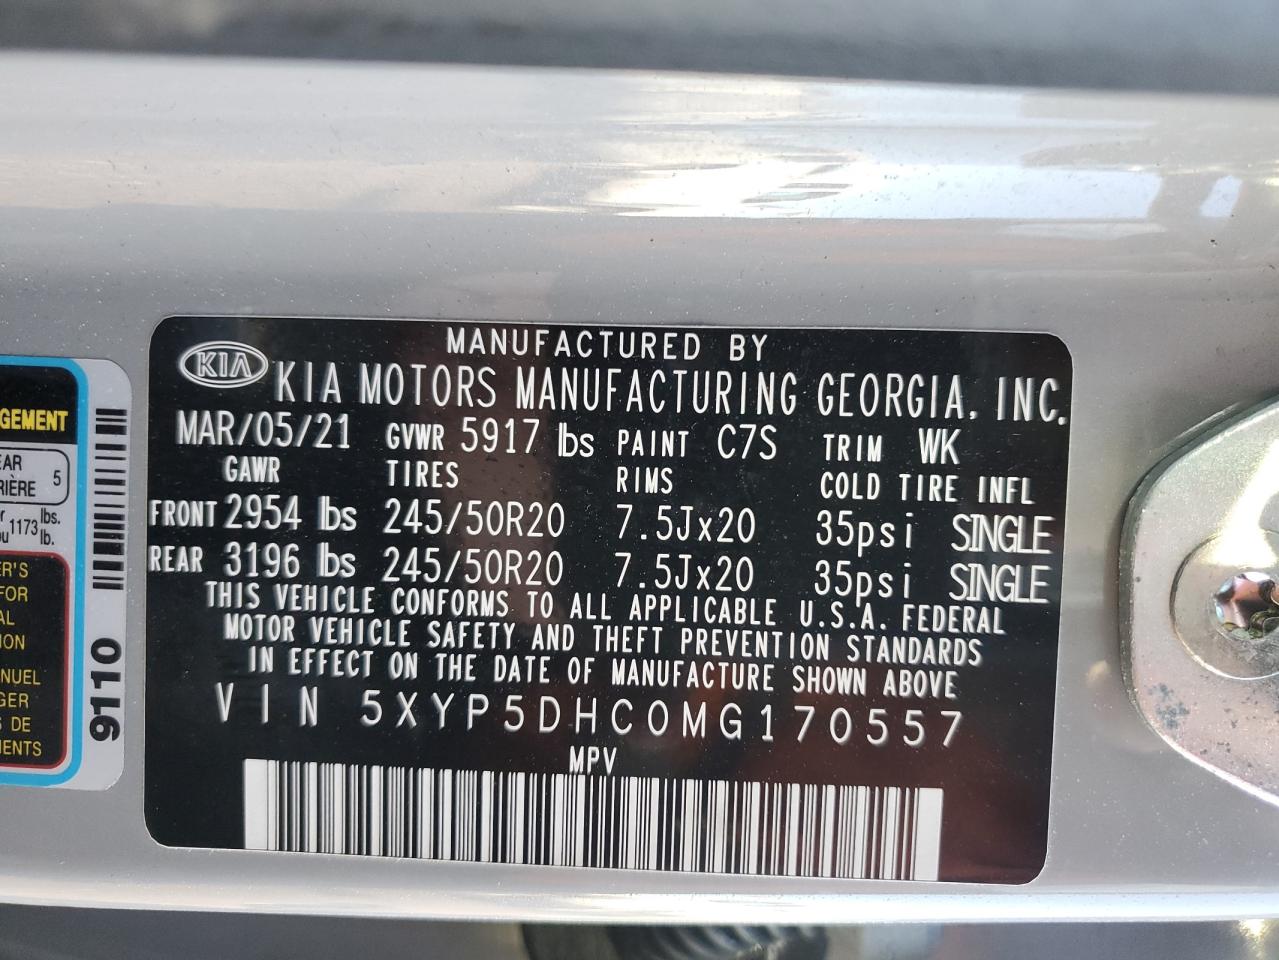 MANUFACTURED BY
KIA KIA MOTORS MANUFACTURING GEORGIA, INC.
MAR/05/21 GVWR 5917 lbs PAINT C7S TRIM WK
GAWR TIRES RIMS COLD TIRE INFL
FRONT 2954 lbs 245/50R20 7.5Jx20 35psi SINGLE
REAR 3196 lbs 245/50R20 7.5Jx20 35psi SINGLE
THIS VEHICLE CONFORMS TO ALL APPLICABLE U.S.A. FEDERAL
MOTOR VEHICLE SAFETY AND THEFT PREVENTION STANDARDS
IN EFFECT ON THE DATE OF MANUFACTURE SHOWN ABOVE
VIN 5XYP5DHC0MG170557
MPV
GEMENT
EAR 5
RIÈRE
1173 lbs.
lb.
ER'S
FOR
AL
ION
NUEL
GER
S DE
MENTS
9110